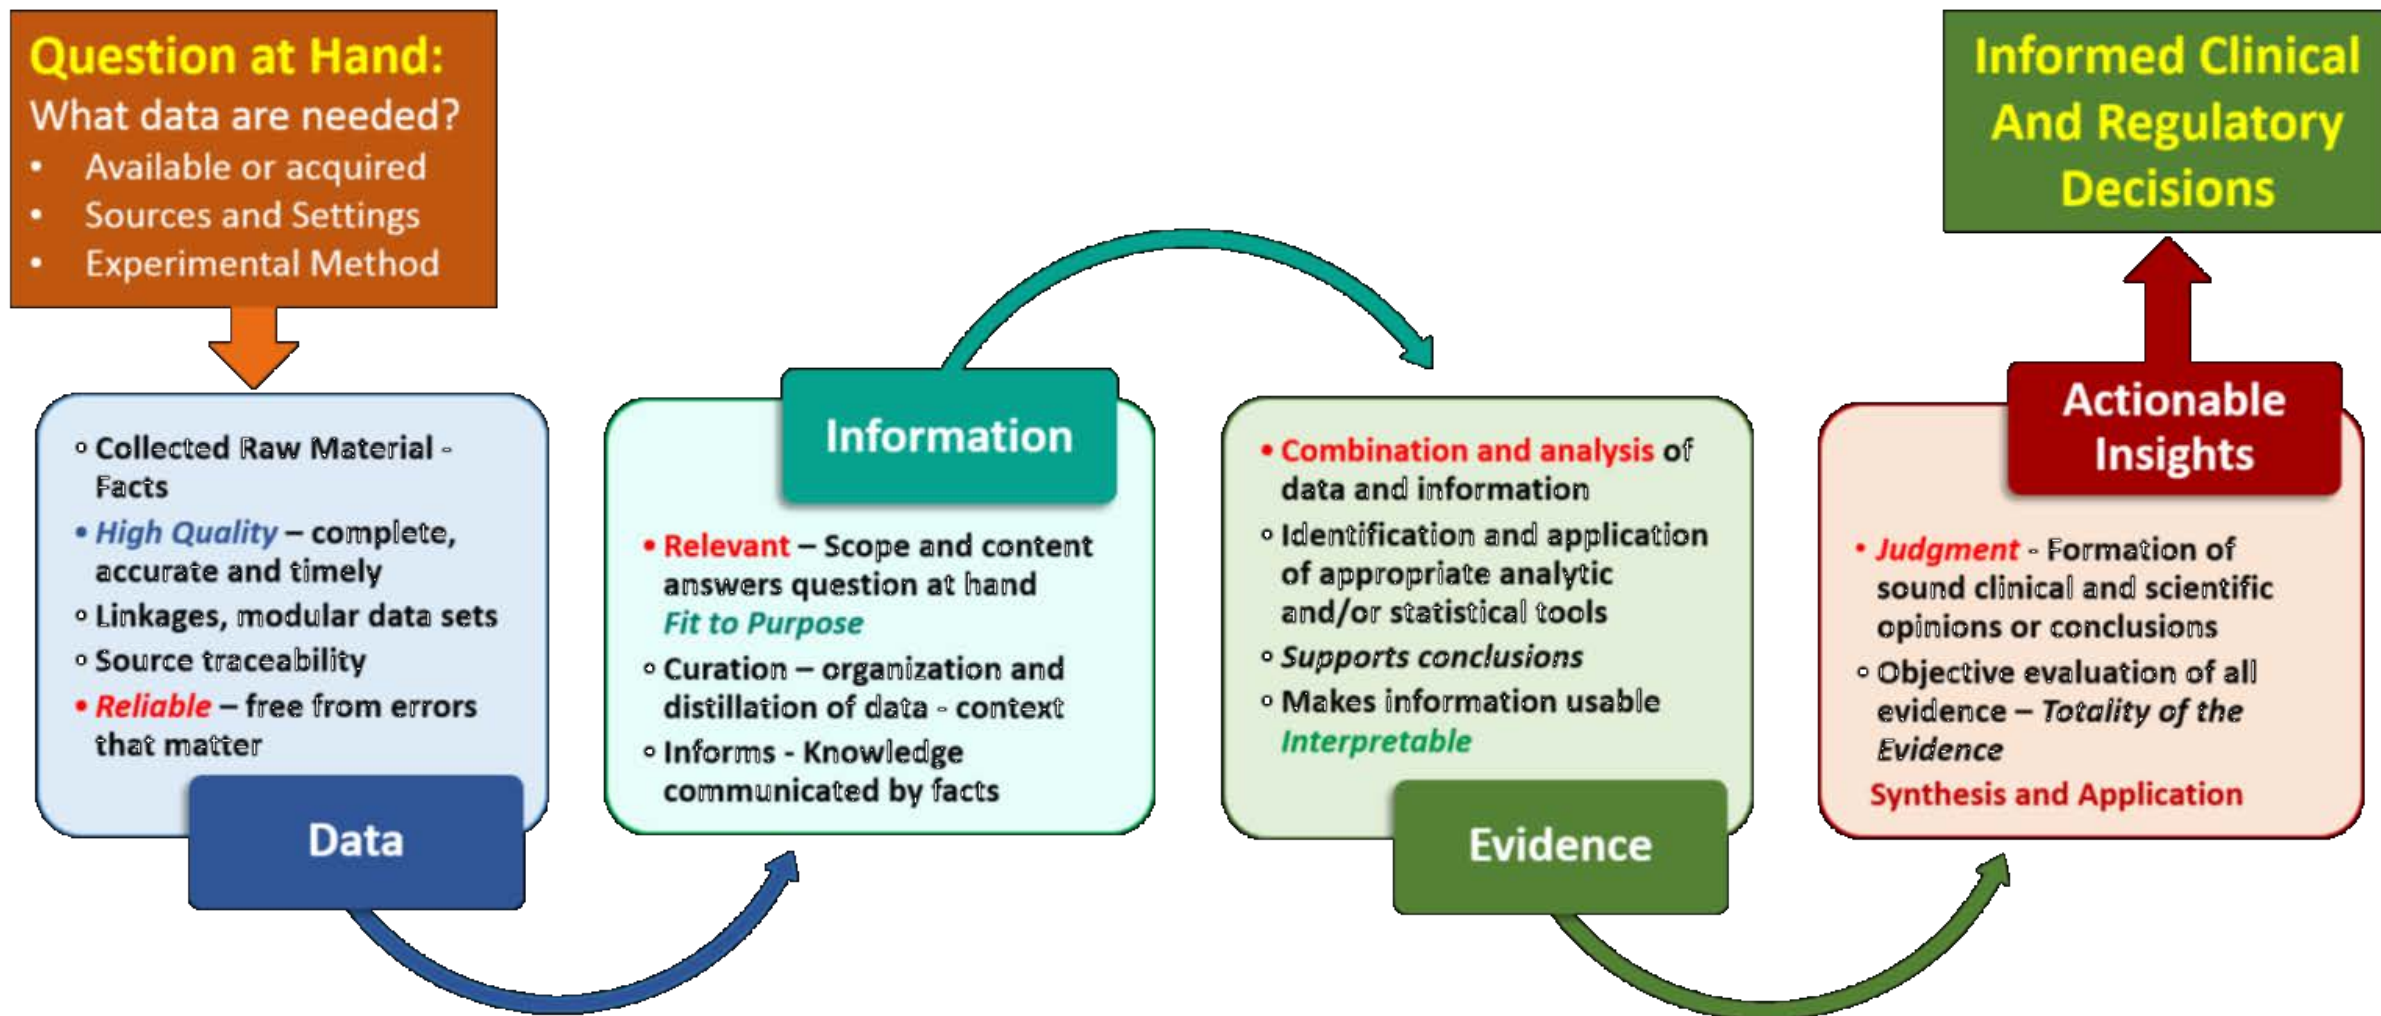 Question at Hand:
What data are needed?
• Available or acquired
• Sources and Settings
• Experimental Method
Collected Raw Material -
Facts
• High Quality – complete,
accurate and timely
Linkages, modular data sets
Source traceability
• Reliable – free from errors
that matter
Data
Information
• Relevant – Scope and content
answers question at hand
Fit to Purpose
Curation – organization and
distillation of data - context
Informs - Knowledge
communicated by facts
• Combination and analysis of
data and information
Identification and application
of appropriate analytic
and/or statistical tools
Supports conclusions
Makes information usable
Interpretable
Evidence
Actionable
Insights
• Judgment - Formation of
sound clinical and scientific
opinions or conclusions
Objective evaluation of all
evidence – Totality of the
Evidence
Synthesis and Application
Informed Clinical
And Regulatory
Decisions